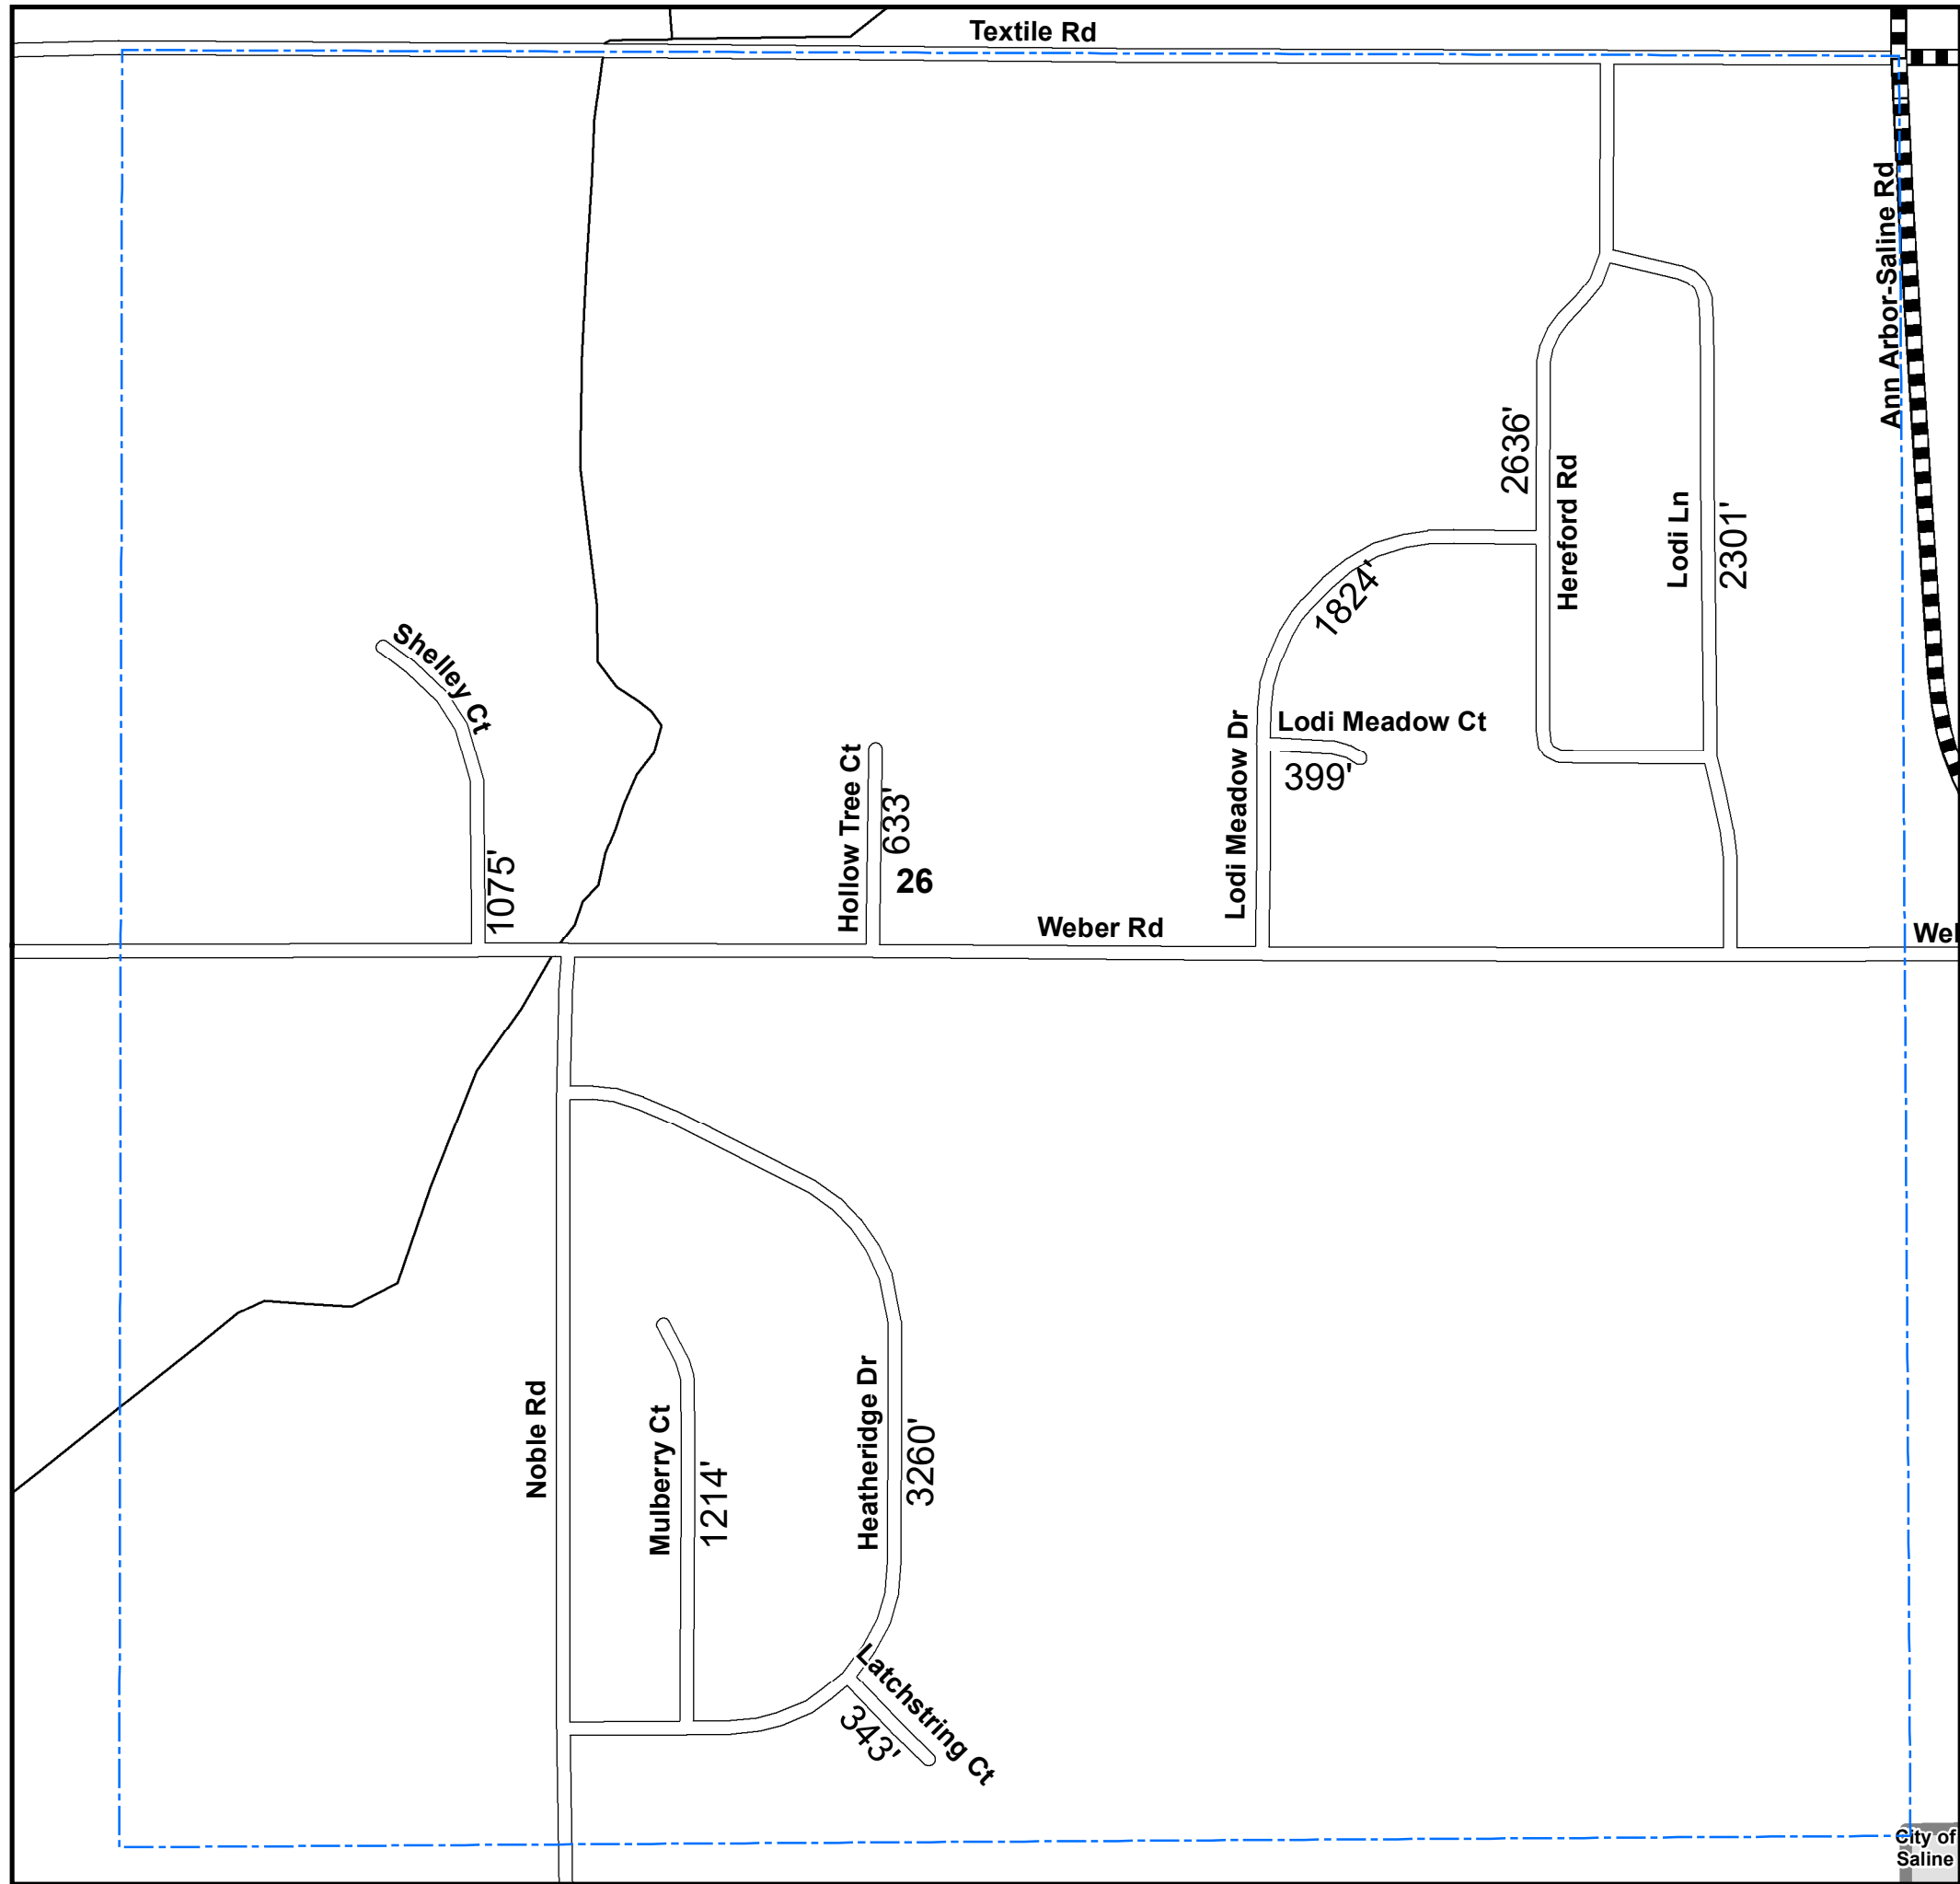 Textile Rd
Ann Arbor-Saline Rd
2636'
Hereford Rd
Lodi Ln
2301'
1824'
Shelley Ct
1075'
Hollow Tree Ct
633'
26
Lodi Meadow Dr
Lodi Meadow Ct
399'
Weber Rd
Wel
Noble Rd
Mulberry Ct
1214'
Heatheridge Dr
3260'
Latchstring Ct
343'
City of
Saline